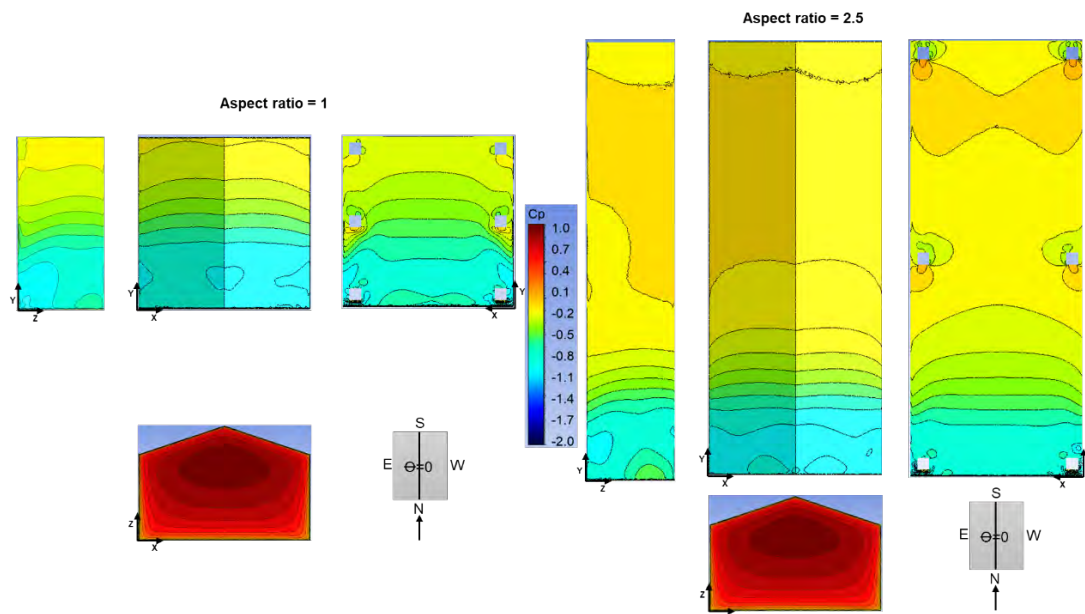 Aspect ratio = 2.5
Aspect ratio = 1
Cp
1.0
0.7
0.4
0.1
-0.2
-0.5
-0.8
-1.1
-1.4
-1.7
-2.0
Y
Z
Y
X
Y
X
Y
Z
Y
X
X
Z
X
S
E Θ=0 W
N
Z
S
E Θ=0 W
N